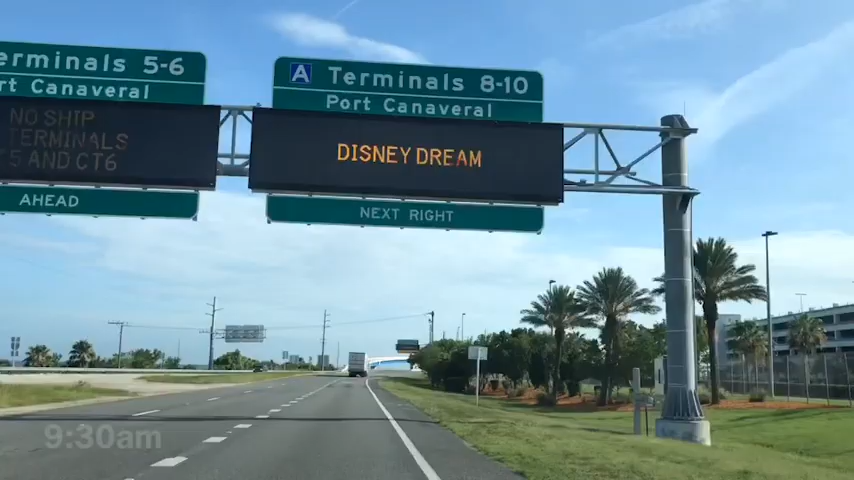 Terminals 5-6
Port Canaveral
NO SHIP
TERMINALS
5 AND CT6
AHEAD
A Terminals 8-10
Port Canaveral
DISNEY DREAM
NEXT RIGHT
9:30am